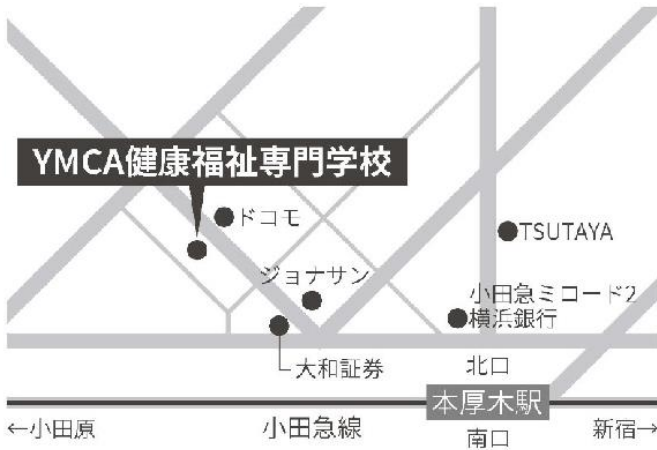 YMCA健康福祉専門学校
ドコモ
TSUTAYA
ジョナサン
小田急ミロード2
横浜銀行
大和証券
北口
本厚木駅
←小田原
小田急線
南口
新宿→